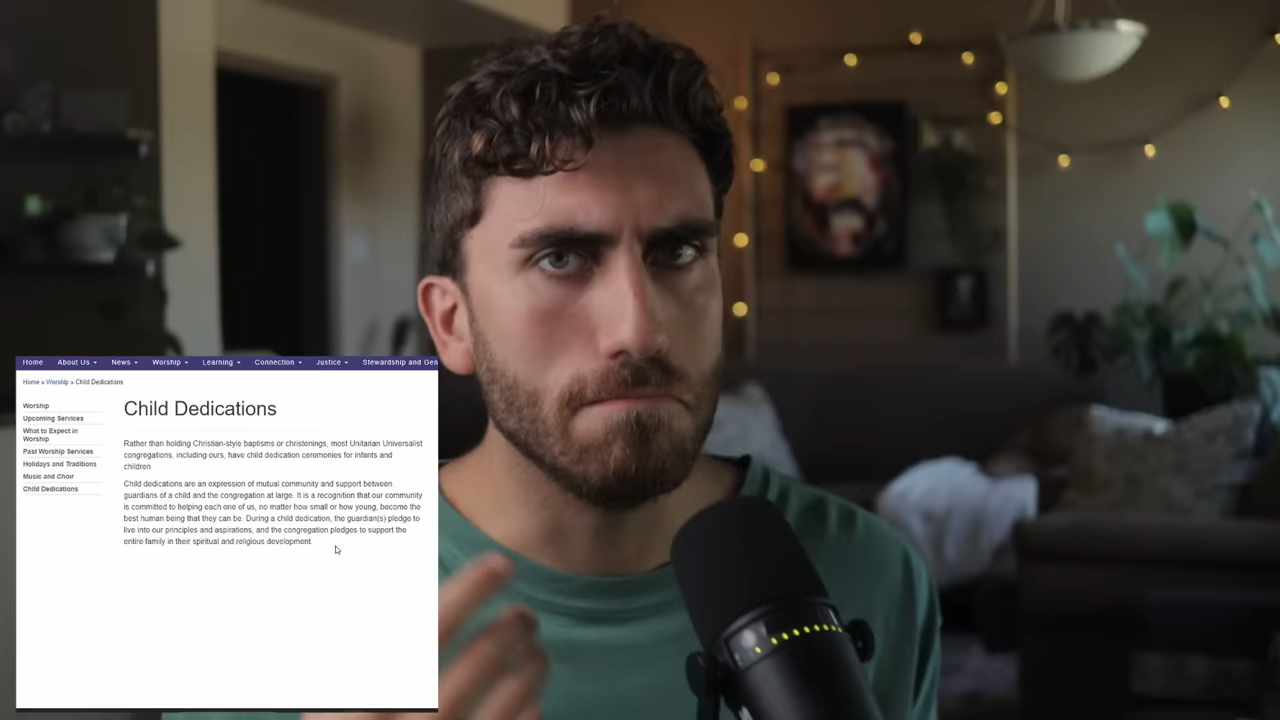 Home About Us News Worship Learning Connection Justice Stewardship and Gen
Home » Worship » Child Dedications
Worship
Upcoming Services
What to Expect in
Worship
Past Worship Services
Holidays and Traditions
Music and Choir
Child Dedications
Child Dedications
Rather than holding Christian-style baptisms or christenings, most Unitarian Universalist
congregations, including ours, have child dedication ceremonies for infants and
children.
Child dedications are an expression of mutual community and support between
guardians of a child and the congregation at large. It is a recognition that our community
is committed to helping each one of us, no matter how small or how young, become the
best human being that they can be. During a child dedication, the guardian(s) pledge to
live into our principles and aspirations, and the congregation pledges to support the
entire family in their spiritual and religious development.